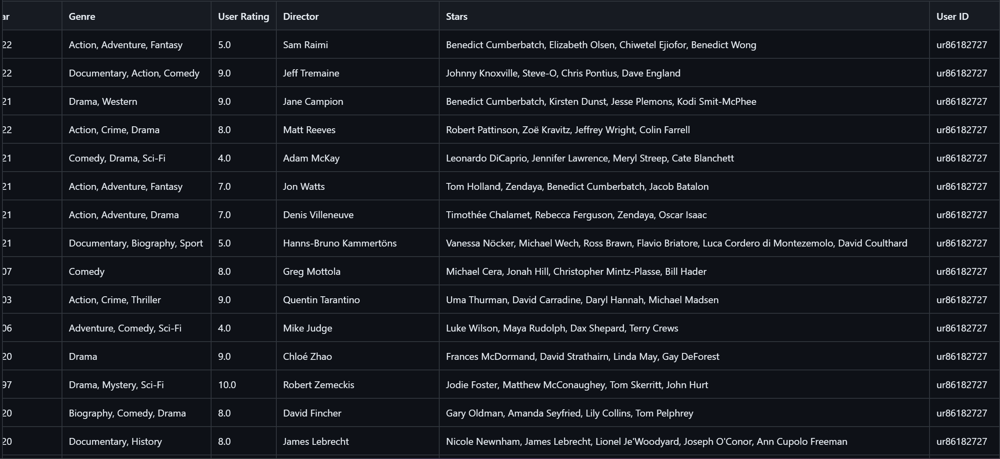 ar Genre User Rating Director Stars User ID
22 Action, Adventure, Fantasy 5.0 Sam Raimi Benedict Cumberbatch, Elizabeth Olsen, Chiwetel Ejiofor, Benedict Wong ur86182727
22 Documentary, Action, Comedy 9.0 Jeff Tremaine Johnny Knoxville, Steve-O, Chris Pontius, Dave England ur86182727
21 Drama, Western 9.0 Jane Campion Benedict Cumberbatch, Kirsten Dunst, Jesse Plemons, Kodi Smit-McPhee ur86182727
22 Action, Crime, Drama 8.0 Matt Reeves Robert Pattinson, Zoë Kravitz, Jeffrey Wright, Colin Farrell ur86182727
21 Comedy, Drama, Sci-Fi 4.0 Adam McKay Leonardo DiCaprio, Jennifer Lawrence, Meryl Streep, Cate Blanchett ur86182727
21 Action, Adventure, Fantasy 7.0 Jon Watts Tom Holland, Zendaya, Benedict Cumberbatch, Jacob Batalon ur86182727
21 Action, Adventure, Drama 7.0 Denis Villeneuve Timothée Chalamet, Rebecca Ferguson, Zendaya, Oscar Isaac ur86182727
21 Documentary, Biography, Sport 5.0 Hanns-Bruno Kammertöns Vanessa Nöcker, Michael Wech, Ross Brawn, Flavio Briatore, Luca Cordero di Montezemolo, David Coulthard ur86182727
07 Comedy 8.0 Greg Mottola Michael Cera, Jonah Hill, Christopher Mintz-Plasse, Bill Hader ur86182727
03 Action, Crime, Thriller 9.0 Quentin Tarantino Uma Thurman, David Carradine, Daryl Hannah, Michael Madsen ur86182727
06 Adventure, Comedy, Sci-Fi 4.0 Mike Judge Luke Wilson, Maya Rudolph, Dax Shepard, Terry Crews ur86182727
20 Drama 9.0 Chloé Zhao Frances McDormand, David Strathairn, Linda May, Gay DeForest ur86182727
97 Drama, Mystery, Sci-Fi 10.0 Robert Zemeckis Jodie Foster, Matthew McConaughey, Tom Skerritt, John Hurt ur86182727
20 Biography, Comedy, Drama 8.0 David Fincher Gary Oldman, Amanda Seyfried, Lily Collins, Tom Pelphrey ur86182727
20 Documentary, History 8.0 James Lebrecht Nicole Newnham, James Lebrecht, Lionel Je'Woodyard, Joseph O'Conor, Ann Cupolo Freeman ur86182727